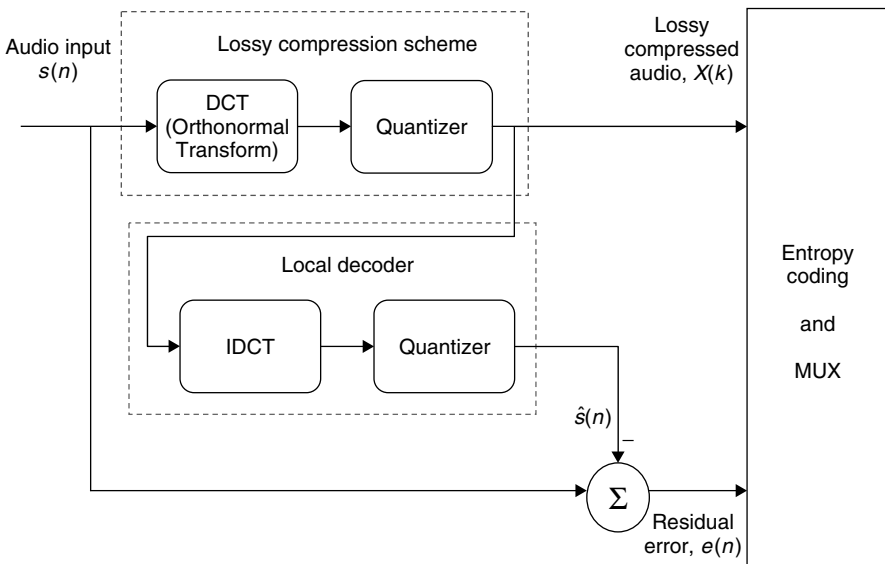 Audio input
s(n)
Lossy compression scheme
DCT
(Orthonormal
Transform)
Quantizer
Lossy
compressed
audio, X(k)
Local decoder
IDCT
Quantizer
ŝ(n)
–
Σ
Residual
error, e(n)
Entropy
coding
and
MUX